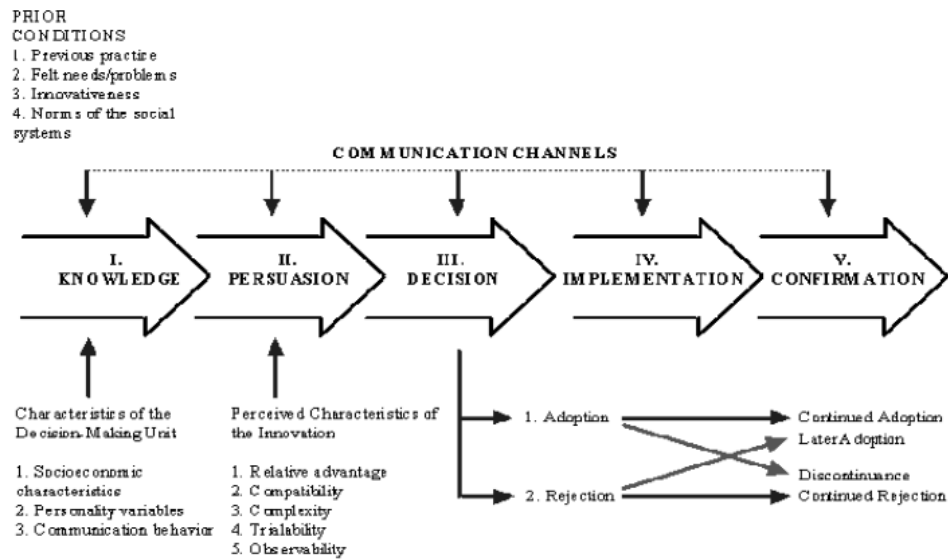 PRIOR
CONDITIONS
1. Previous practice
2. Felt needs/problems
3. Innovativeness
4. Norms of the social
systems
COMMUNICATION CHANNELS
I.
KNOWLEDGE
II.
PERSUASION
III.
DECISION
IV.
IMPLEMENTATION
V.
CONFIRMATION
Characteristics of the
Decision-Making Unit
1. Socioeconomic
characteristics
2. Personality variables
3. Communication behavior
Perceived Characteristics of
the Innovation
1. Relative advantage
2. Compatibility
3. Complexity
4. Trialability
5. Observability
1. Adoption
2. Rejection
Continued Adoption
Later Adoption
Discontinuance
Continued Rejection